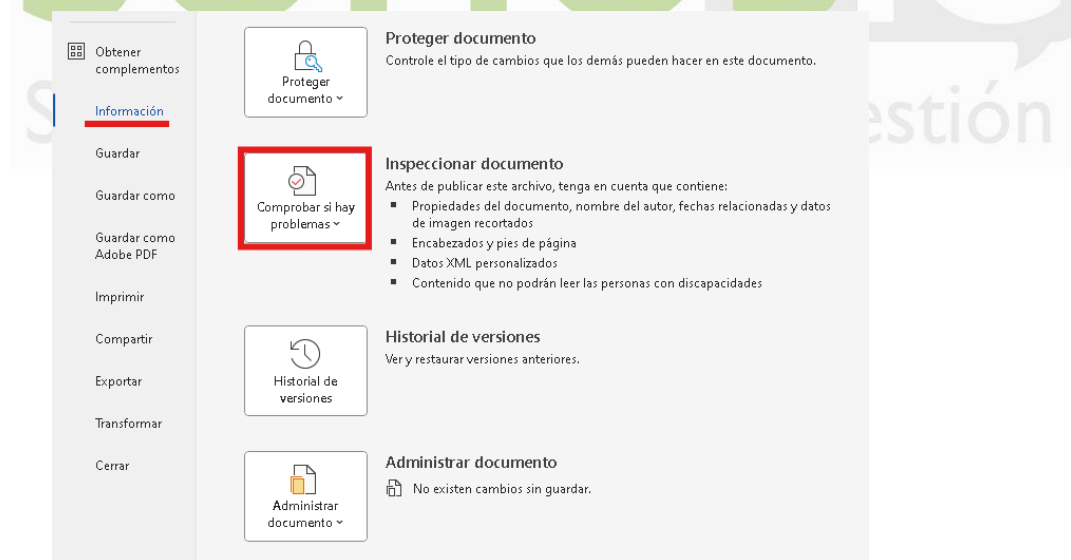 Obtener
complementos
Información
Guardar
Guardar como
Guardar como
Adobe PDF
Imprimir
Compartir
Exportar
Transformar
Cerrar
Proteger
documento
Proteger documento
Controle el tipo de cambios que los demás pueden hacer en este documento.
Comprobar si hay
problemas
Inspeccionar documento
Antes de publicar este archivo, tenga en cuenta que contiene:
Propiedades del documento, nombre del autor, fechas relacionadas y datos
de imagen recortados
Encabezados y pies de página
Datos XML personalizados
Contenido que no podrán leer las personas con discapacidades
Historial de
versiones
Historial de versiones
Ver y restaurar versiones anteriores.
Administrar
documento
Administrar documento
No existen cambios sin guardar.